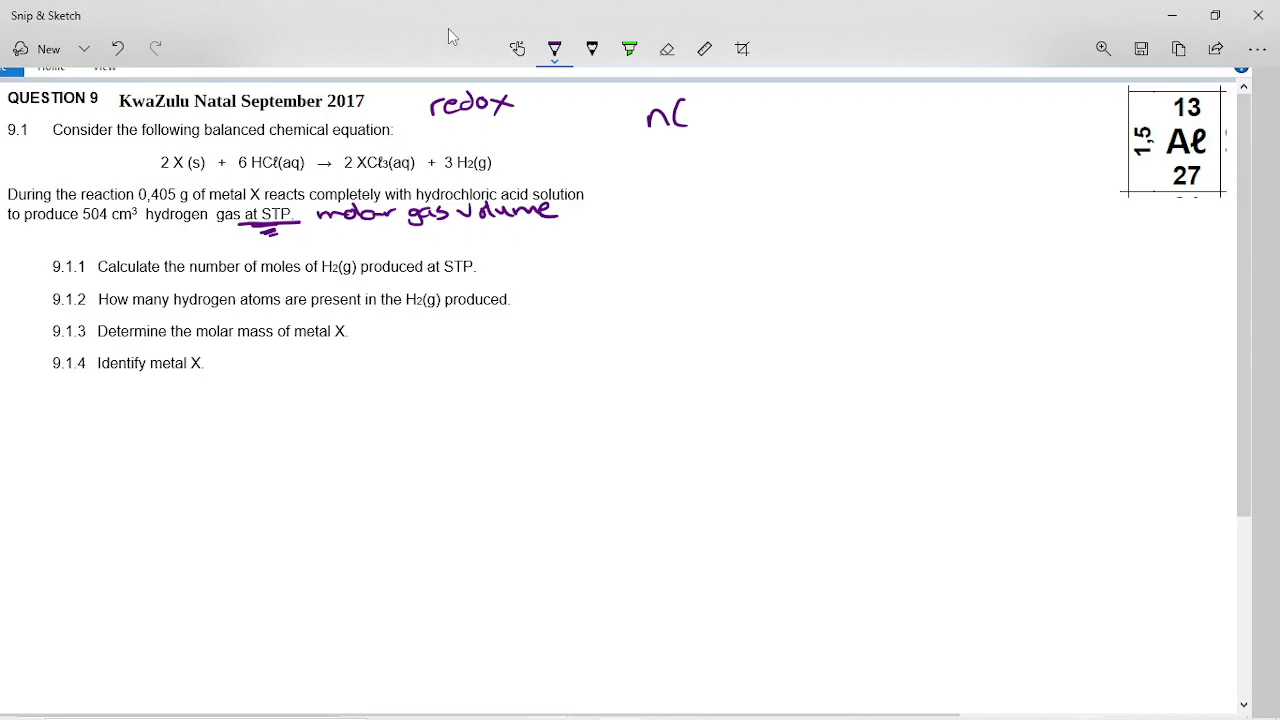 Snip & Sketch
New
Home View
QUESTION 9 KwaZulu Natal September 2017 redox n(
9.1 Consider the following balanced chemical equation:
2 X (s) + 6 HCℓ(aq) → 2 XCℓ3(aq) + 3 H2(g)
During the reaction 0,405 g of metal X reacts completely with hydrochloric acid solution
to produce 504 cm³ hydrogen gas at STP. molar gas volume
9.1.1 Calculate the number of moles of H2(g) produced at STP.
9.1.2 How many hydrogen atoms are present in the H2(g) produced.
9.1.3 Determine the molar mass of metal X.
9.1.4 Identify metal X.
13
1,5 Aℓ
27